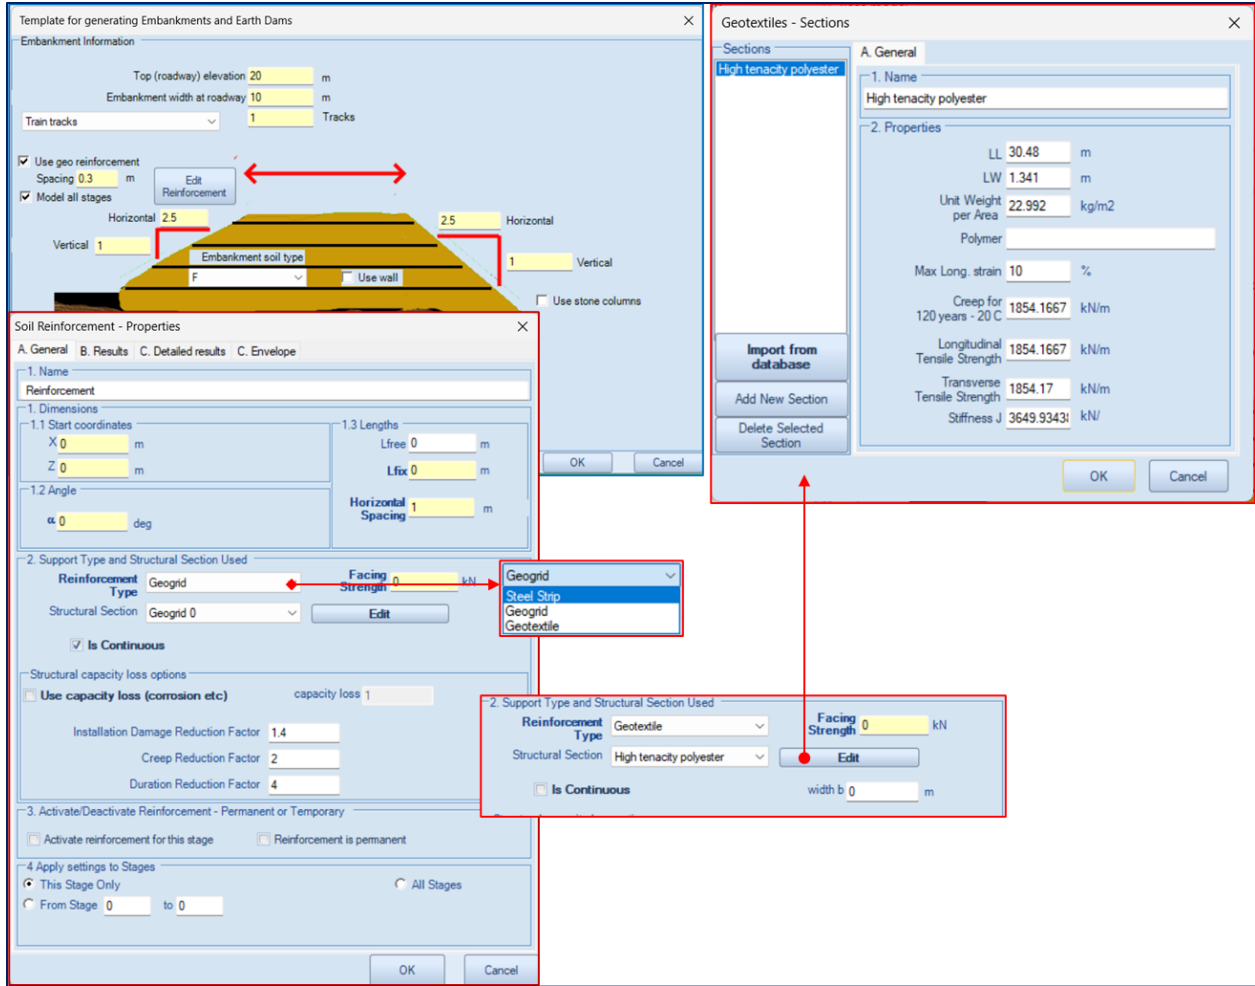 Template for generating Embankments and Earth Dams
Embankment Information
Top (roadway) elevation 20 m
Embankment width at roadway 10 m
Train tracks 1 Tracks
Use geo reinforcement
Spacing 0.3 m
Edit
Reinforcement
Model all stages
Horizontal 2.5
2.5 Horizontal
Vertical 1
1 Vertical
Embankment soil type
F
Use wall
Use stone columns
OK Cancel
Geotextiles - Sections
Sections
High tenacity polyester
Import from
database
Add New Section
Delete Selected
Section
A. General
1. Name
High tenacity polyester
2. Properties
LL 30.48 m
LW 1.341 m
Unit Weight
per Area 22.992 kg/m2
Polymer
Max Long. strain 10 %
Creep for
120 years - 20 C 1854.1667 kN/m
Longitudinal
Tensile Strength 1854.1667 kN/m
Transverse
Tensile Strength 1854.17 kN/m
Stiffness J 3649.9343 kN/
OK Cancel
Soil Reinforcement - Properties
A. General B. Results C. Detailed results C. Envelope
1. Name
Reinforcement
1. Dimensions
1.1 Start coordinates
X 0 m
Z 0 m
1.2 Angle
α 0 deg
1.3 Lengths
Lfree 0 m
Lfix 0 m
Horizontal
Spacing 1 m
2. Support Type and Structural Section Used
Reinforcement
Type Geogrid
Facing
Strength 0 kN
Structural Section Geogrid 0 Edit
Is Continuous
Structural capacity loss options
Use capacity loss (corrosion etc) capacity loss 1
Installation Damage Reduction Factor 1.4
Creep Reduction Factor 2
Duration Reduction Factor 4
3. Activate/Deactivate Reinforcement - Permanent or Temporary
Activate reinforcement for this stage Reinforcement is permanent
4 Apply settings to Stages
This Stage Only All Stages
From Stage 0 to 0
OK Cancel
Geogrid
Steel Strip
Geogrid
Geotextile
2. Support Type and Structural Section Used
Reinforcement
Type Geotextile
Facing
Strength 0 kN
Structural Section High tenacity polyester Edit
Is Continuous width b 0 m